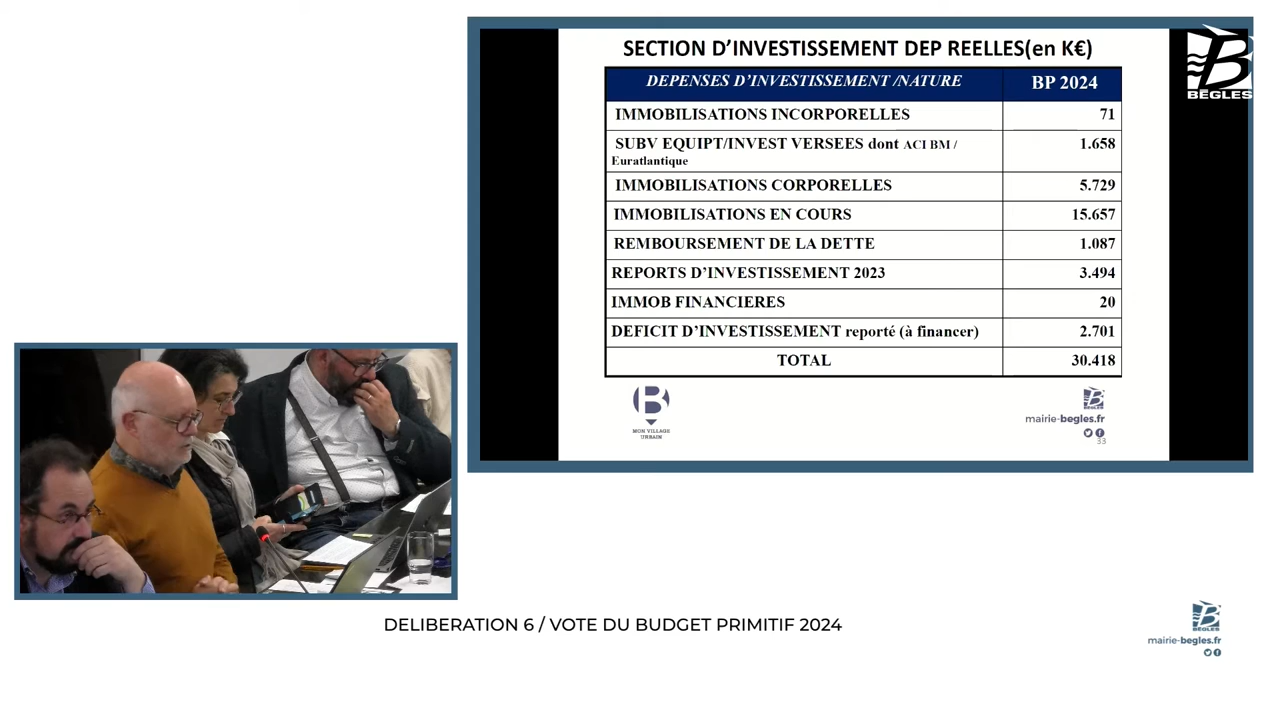 SECTION D’INVESTISSEMENT DEP REELLES(en K€)
DEPENSES D’INVESTISSEMENT /NATURE BP 2024
IMMOBILISATIONS INCORPORELLES 71
SUBV EQUIPT/INVEST VERSEES dont ACI BM / 1.658
Euratlantique
IMMOBILISATIONS CORPORELLES 5.729
IMMOBILISATIONS EN COURS 15.657
REMBOURSEMENT DE LA DETTE 1.087
REPORTS D’INVESTISSEMENT 2023 3.494
IMMOB FINANCIERES 20
DEFICIT D’INVESTISSEMENT reporté (à financer) 2.701
TOTAL 30.418
B
MON VILLAGE
URBAIN
mairie-begles.fr
33
BÈGLES
DELIBERATION 6 / VOTE DU BUDGET PRIMITIF 2024
BÈGLES
mairie-begles.fr